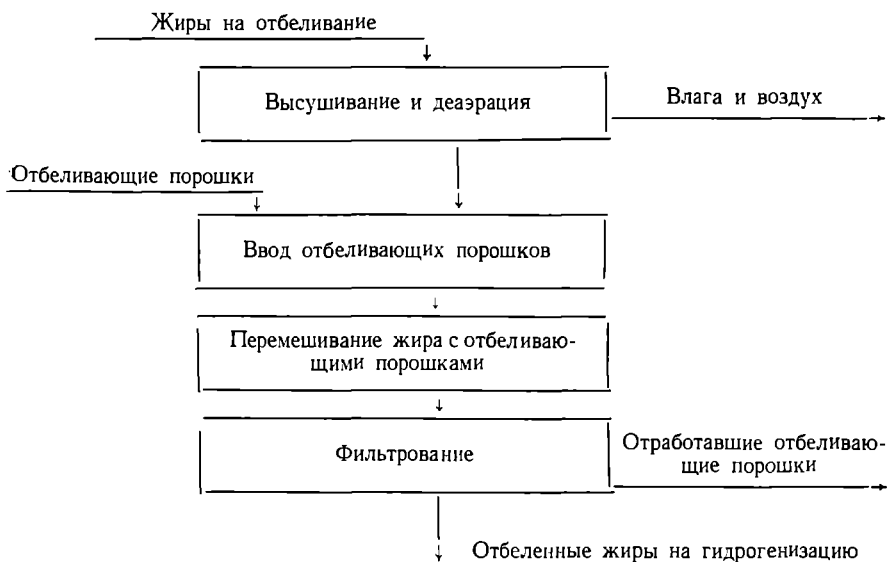 Жиры на отбеливание
Высушивание и деаэрация
Влага и воздух
Отбеливающие порошки
Ввод отбеливающих порошков
Перемешивание жира с отбеливаю-
щими порошками
Фильтрование
Отработавшие отбеливаю-
щие порошки
Отбеленные жиры на гидрогенизацию